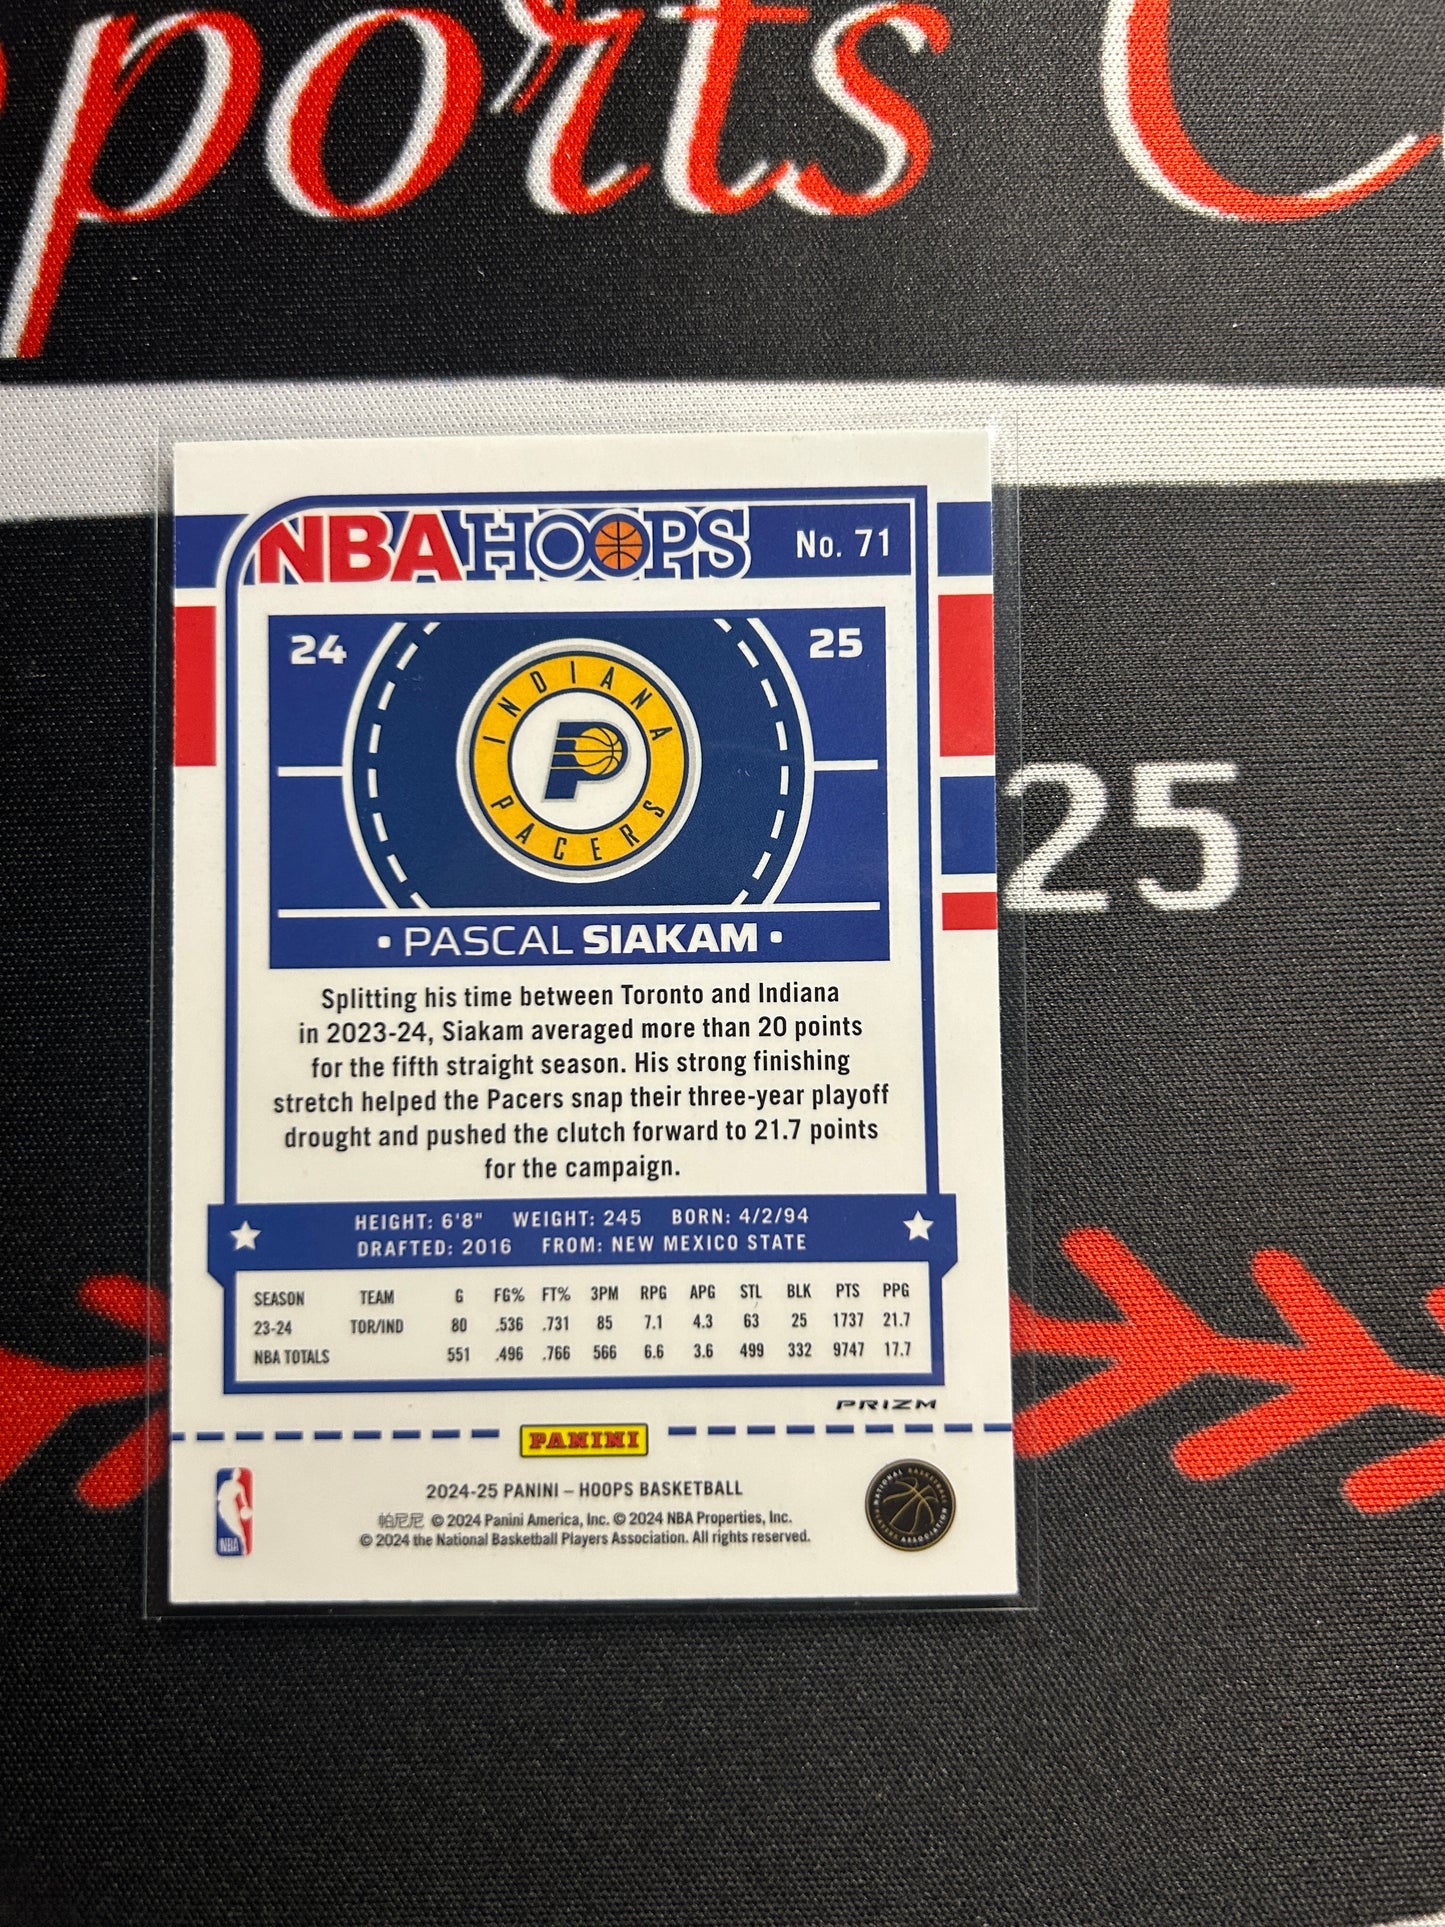 ports C
NBA HOOPS No. 71
24 25
INDIANA
PACERS
• PASCAL SIAKAM •
Splitting his time between Toronto and Indiana
in 2023-24, Siakam averaged more than 20 points
for the fifth straight season. His strong finishing
stretch helped the Pacers snap their three-year playoff
drought and pushed the clutch forward to 21.7 points
for the campaign.
HEIGHT: 6'8" WEIGHT: 245 BORN: 4/2/94
DRAFTED: 2016 FROM: NEW MEXICO STATE
SEASON TEAM G FG% FT% 3PM RPG APG STL BLK PTS PPG
23-24 TOR/IND 80 .536 .731 85 7.1 4.3 63 25 1737 21.7
NBA TOTALS 551 .496 .766 566 6.6 3.6 499 332 9747 17.7
PRIZM
PANINI
2024-25 PANINI – HOOPS BASKETBALL
帕尼尼 © 2024 Panini America, Inc. © 2024 NBA Properties, Inc.
© 2024 the National Basketball Players Association. All rights reserved.
NBA
NATIONAL BASKETBALL
PLAYERS ASSOCIATION
25